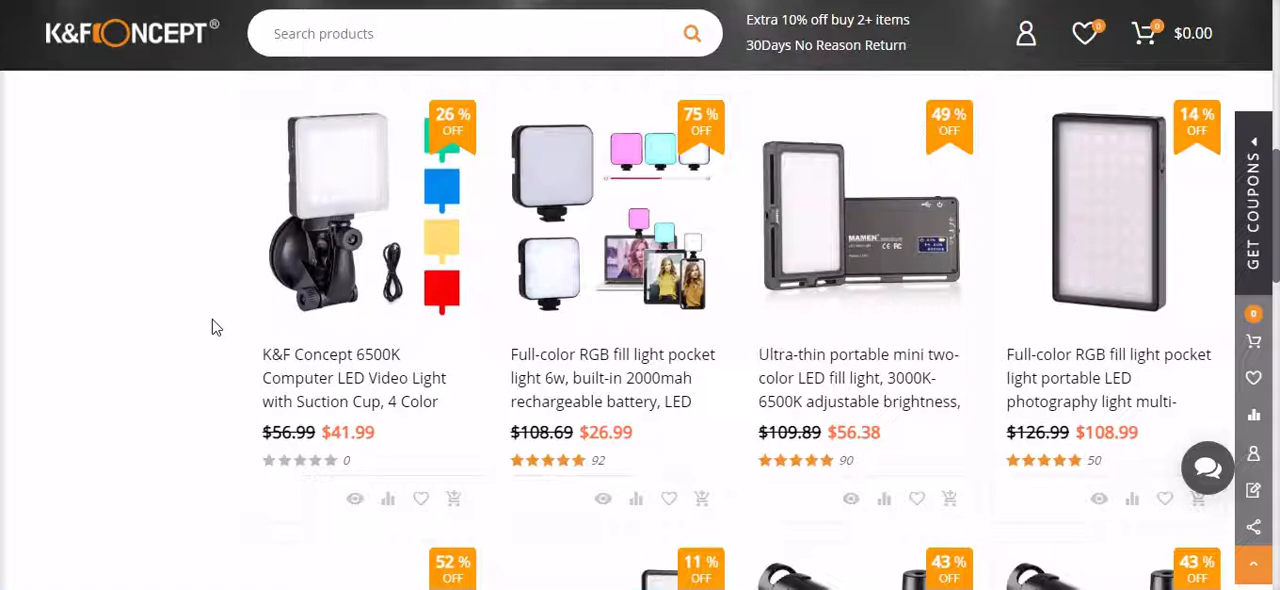 K&F CONCEPT®
Search products
Extra 10% off buy 2+ items
30Days No Reason Return
0
0
$0.00
26 %
OFF
75 %
OFF
49 %
OFF
14 %
OFF
GET COUPONS
MAMEN
0
K&F Concept 6500K
Computer LED Video Light
with Suction Cup, 4 Color
$56.99 $41.99
0
Full-color RGB fill light pocket
light 6w, built-in 2000mah
rechargeable battery, LED
$108.69 $26.99
92
Ultra-thin portable mini two-
color LED fill light, 3000K-
6500K adjustable brightness,
$109.89 $56.38
90
Full-color RGB fill light pocket
light portable LED
photography light multi-
$126.99 $108.99
50
52 %
OFF
11 %
OFF
43 %
OFF
43 %
OFF